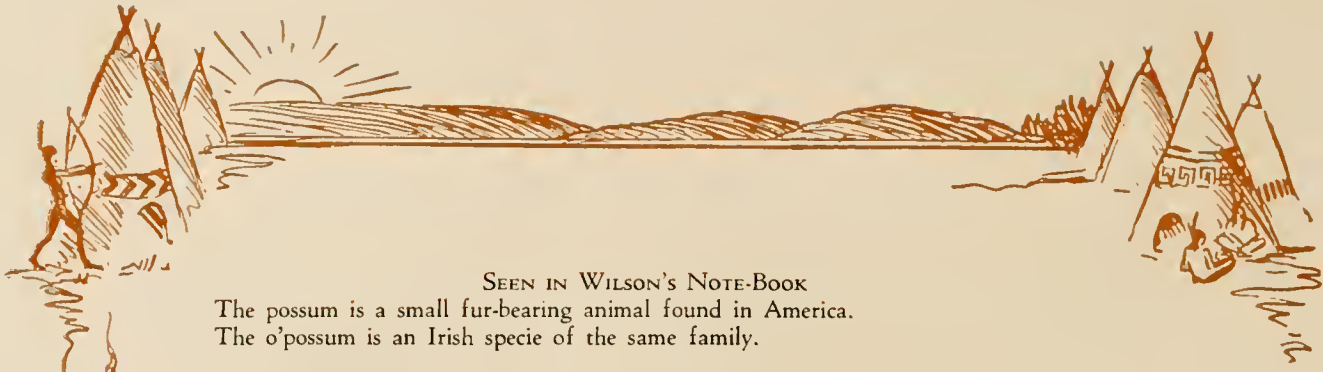 SEEN IN WILSON'S NOTE-BOOK
The possum is a small fur-bearing animal found in America.
The o'possum is an Irish specie of the same family.